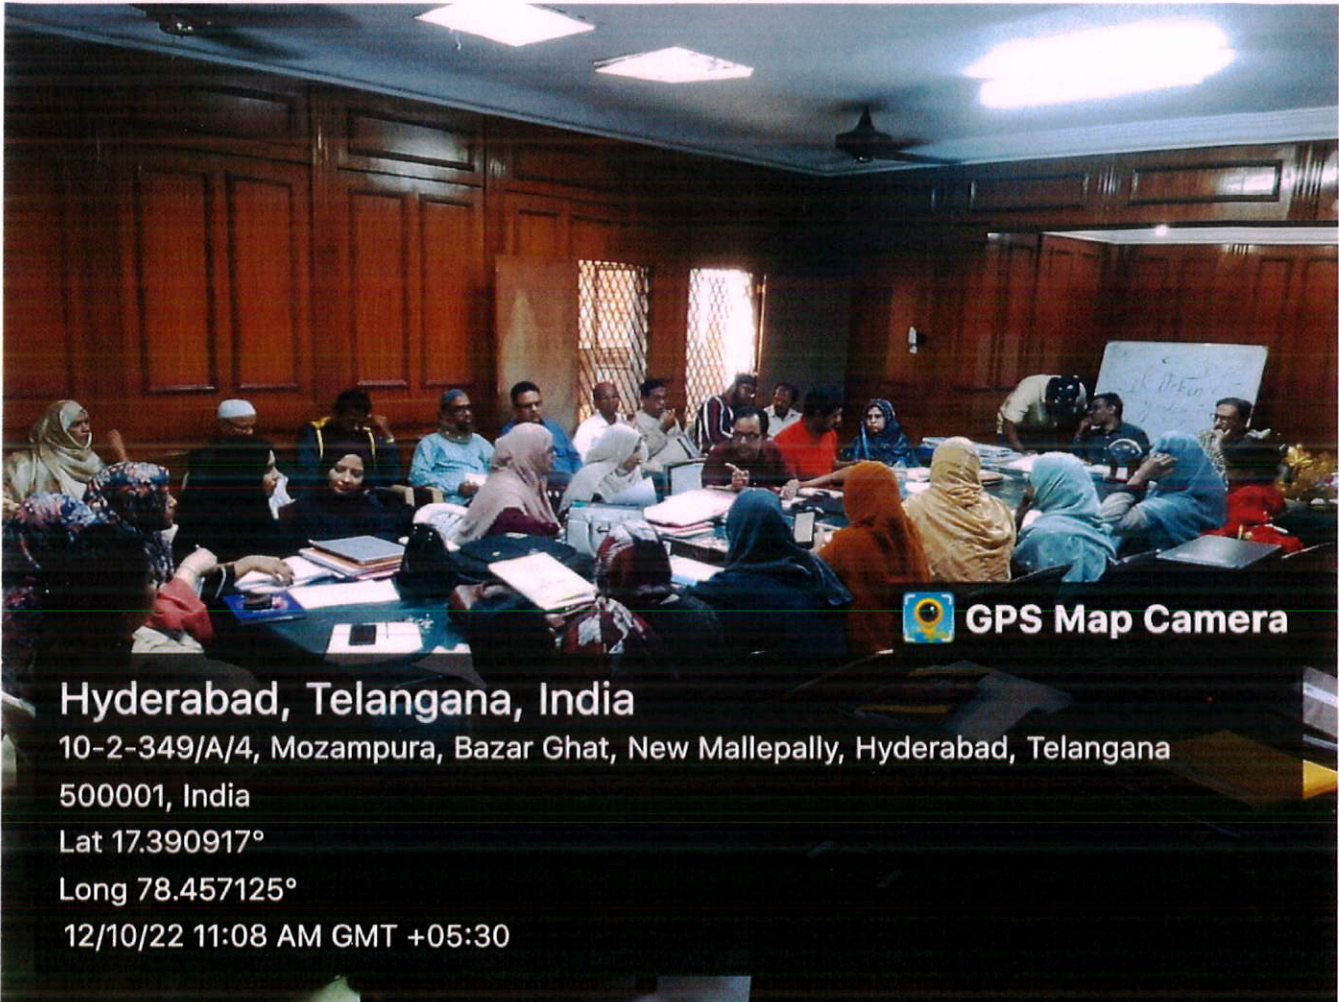 GPS Map Camera
Hyderabad, Telangana, India
10-2-349/A/4, Mozampura, Bazar Ghat, New Mallepally, Hyderabad, Telangana
500001, India
Lat 17.390917°
Long 78.457125°
12/10/22 11:08 AM GMT +05:30